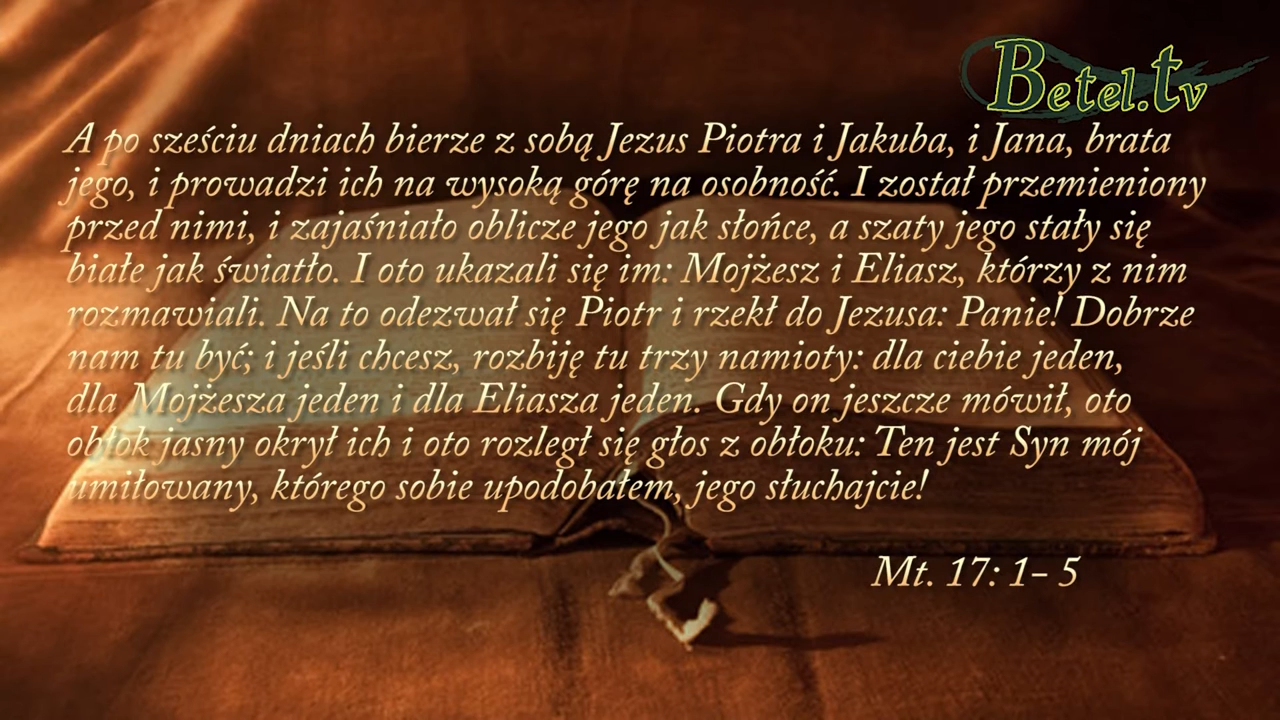 Betel.tv
A po sześciu dniach bierze z sobą Jezus Piotra i Jakuba, i Jana, brata
jego, i prowadzi ich na wysoką górę na osobność. I został przemieniony
przed nimi, i zajaśniało oblicze jego jak słońce, a szaty jego stały się
białe jak światło. I oto ukazali się im: Mojżesz i Eliasz, którzy z nim
rozmawiali. Na to odezwał się Piotr i rzekł do Jezusa: Panie! Dobrze
nam tu być; i jeśli chcesz, rozbiję tu trzy namioty: dla ciebie jeden,
dla Mojżesza jeden i dla Eliasza jeden. Gdy on jeszcze mówił, oto
obłok jasny okrył ich i oto rozległ się głos z obłoku: Ten jest Syn mój
umiłowany, którego sobie upodobałem, jego słuchajcie!
Mt. 17: 1- 5